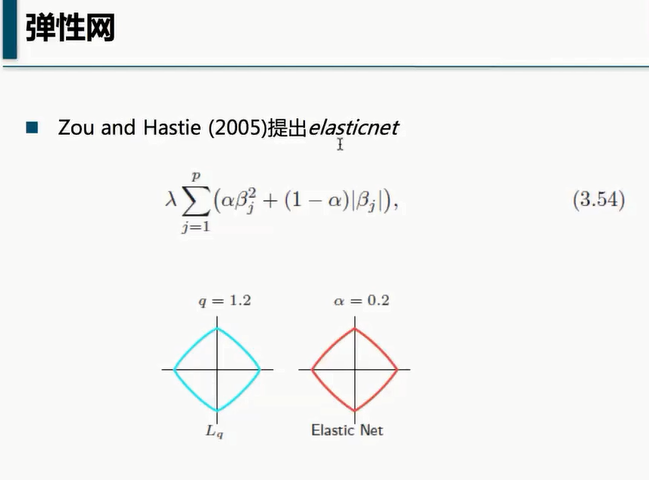 弹性网
Zou and Hastie (2005)提出elasticnet
λ∑_{j=1}^{p}(αβ_j^2 + (1 − α)|β_j|), (3.54)
q = 1.2 α = 0.2
L_q Elastic Net